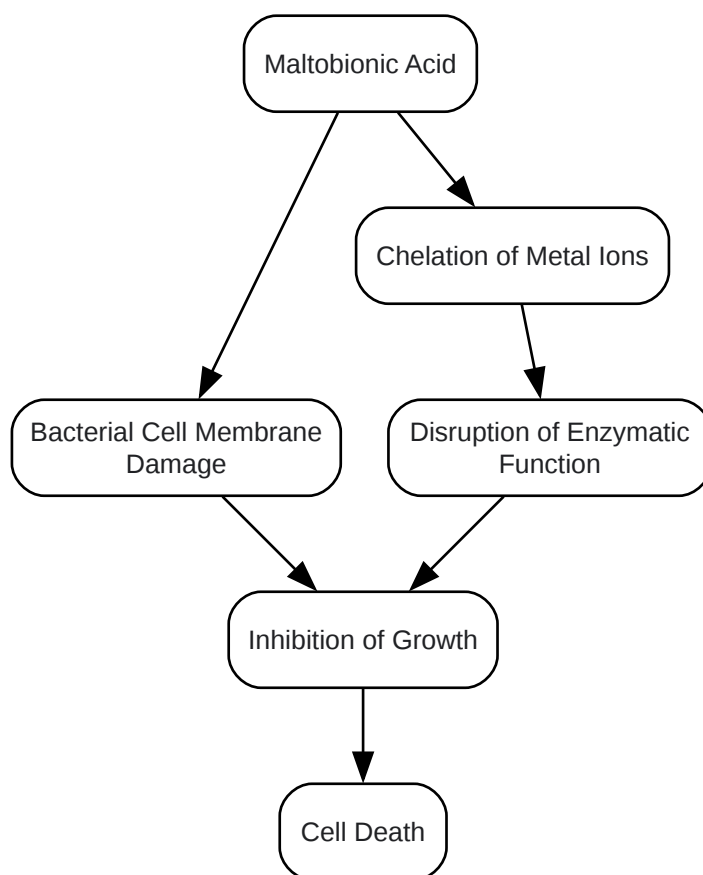 Maltobionic Acid
Chelation of Metal Ions
Bacterial Cell Membrane
Damage
Disruption of Enzymatic
Function
Inhibition of Growth
Cell Death